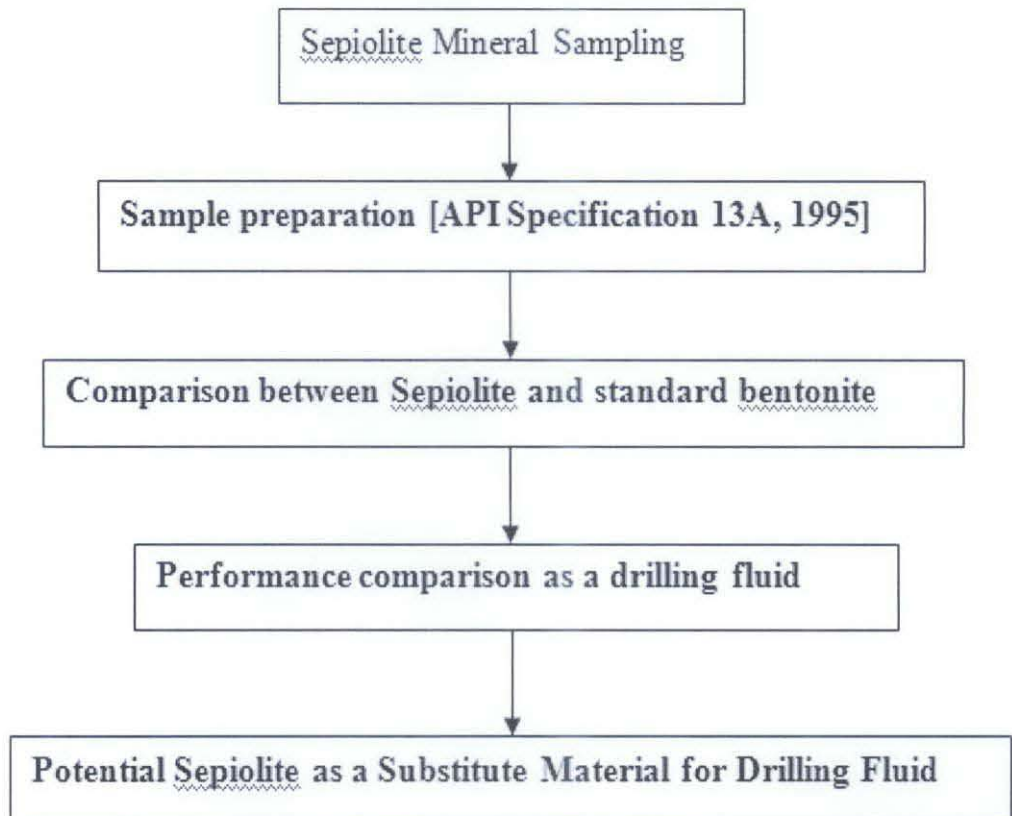 Sepiolite Mineral Sampling
Sample preparation [API Specification 13A, 1995]
Comparison between Sepiolite and standard bentonite
Performance comparison as a drilling fluid
Potential Sepiolite as a Substitute Material for Drilling Fluid